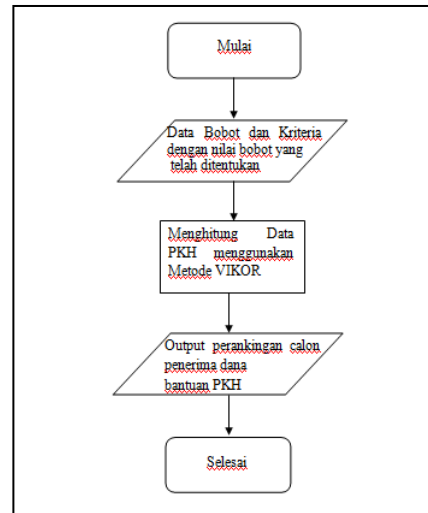 Mulai
Data Bobot dan Kriteria
dengan nilai bobot yang
telah ditentukan
Menghitung Data
PKH menggunakan
Metode VIKOR
Output perankingan calon
penerima dana
bantuan PKH
Selesai